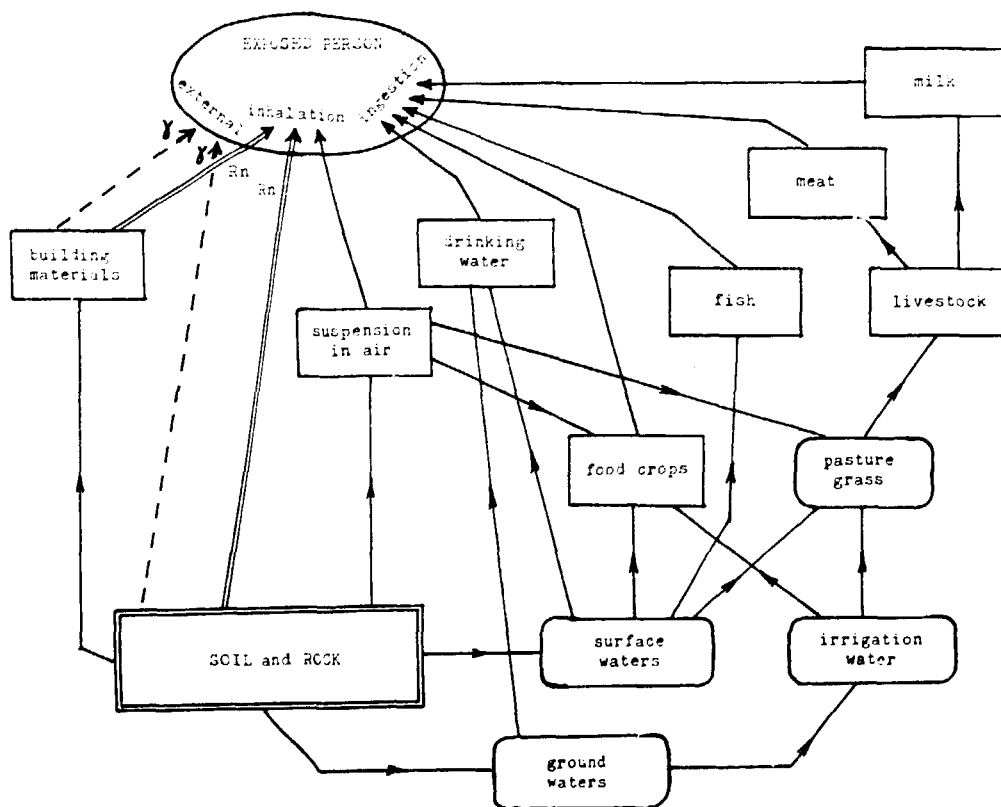 EXPOSED PERSON
external
inhalation
ingestion
γ
γ
Rn
Rn
milk
meat
building
materials
drinking
water
fish
livestock
suspension
in air
food crops
pasture
grass
SOIL and ROCK
surface
waters
irrigation
water
ground
waters